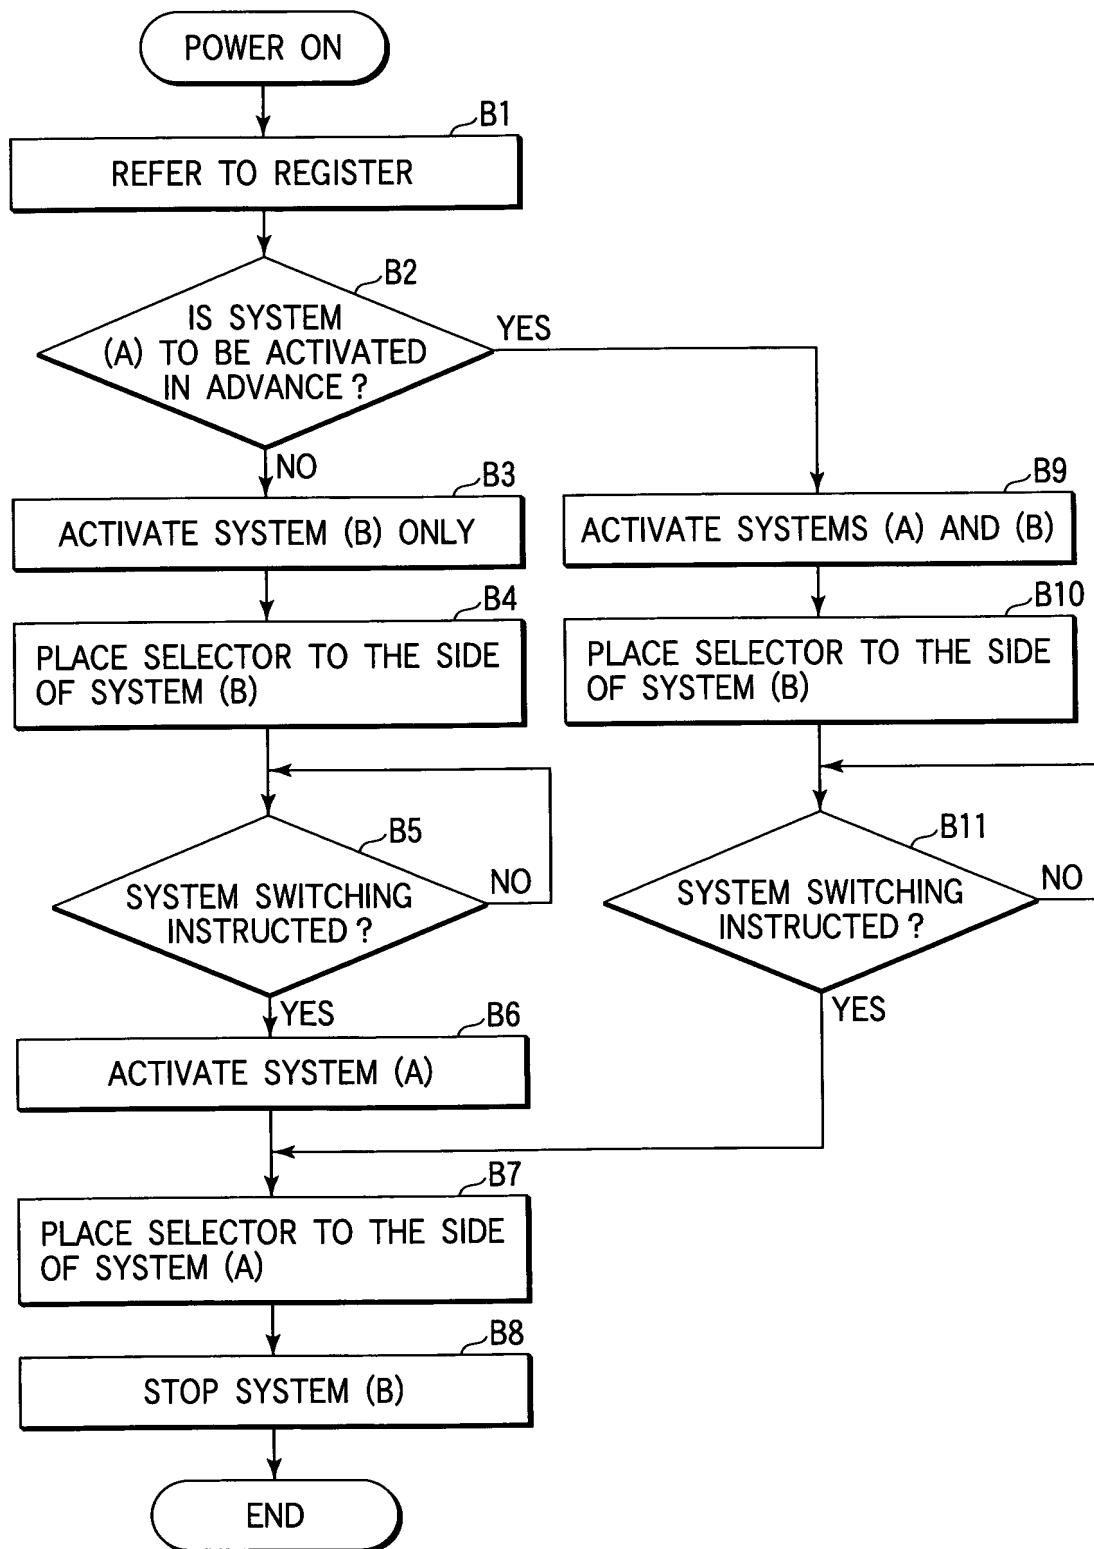 POWER ON
B1
REFER TO REGISTER
B2
IS SYSTEM
(A) TO BE ACTIVATED
IN ADVANCE?
YES
NO
B3
ACTIVATE SYSTEM (B) ONLY
B9
ACTIVATE SYSTEMS (A) AND (B)
B4
PLACE SELECTOR TO THE SIDE
OF SYSTEM (B)
B10
PLACE SELECTOR TO THE SIDE
OF SYSTEM (B)
B5
SYSTEM SWITCHING
INSTRUCTED?
NO
YES
B11
SYSTEM SWITCHING
INSTRUCTED?
NO
YES
B6
ACTIVATE SYSTEM (A)
B7
PLACE SELECTOR TO THE SIDE
OF SYSTEM (A)
B8
STOP SYSTEM (B)
END